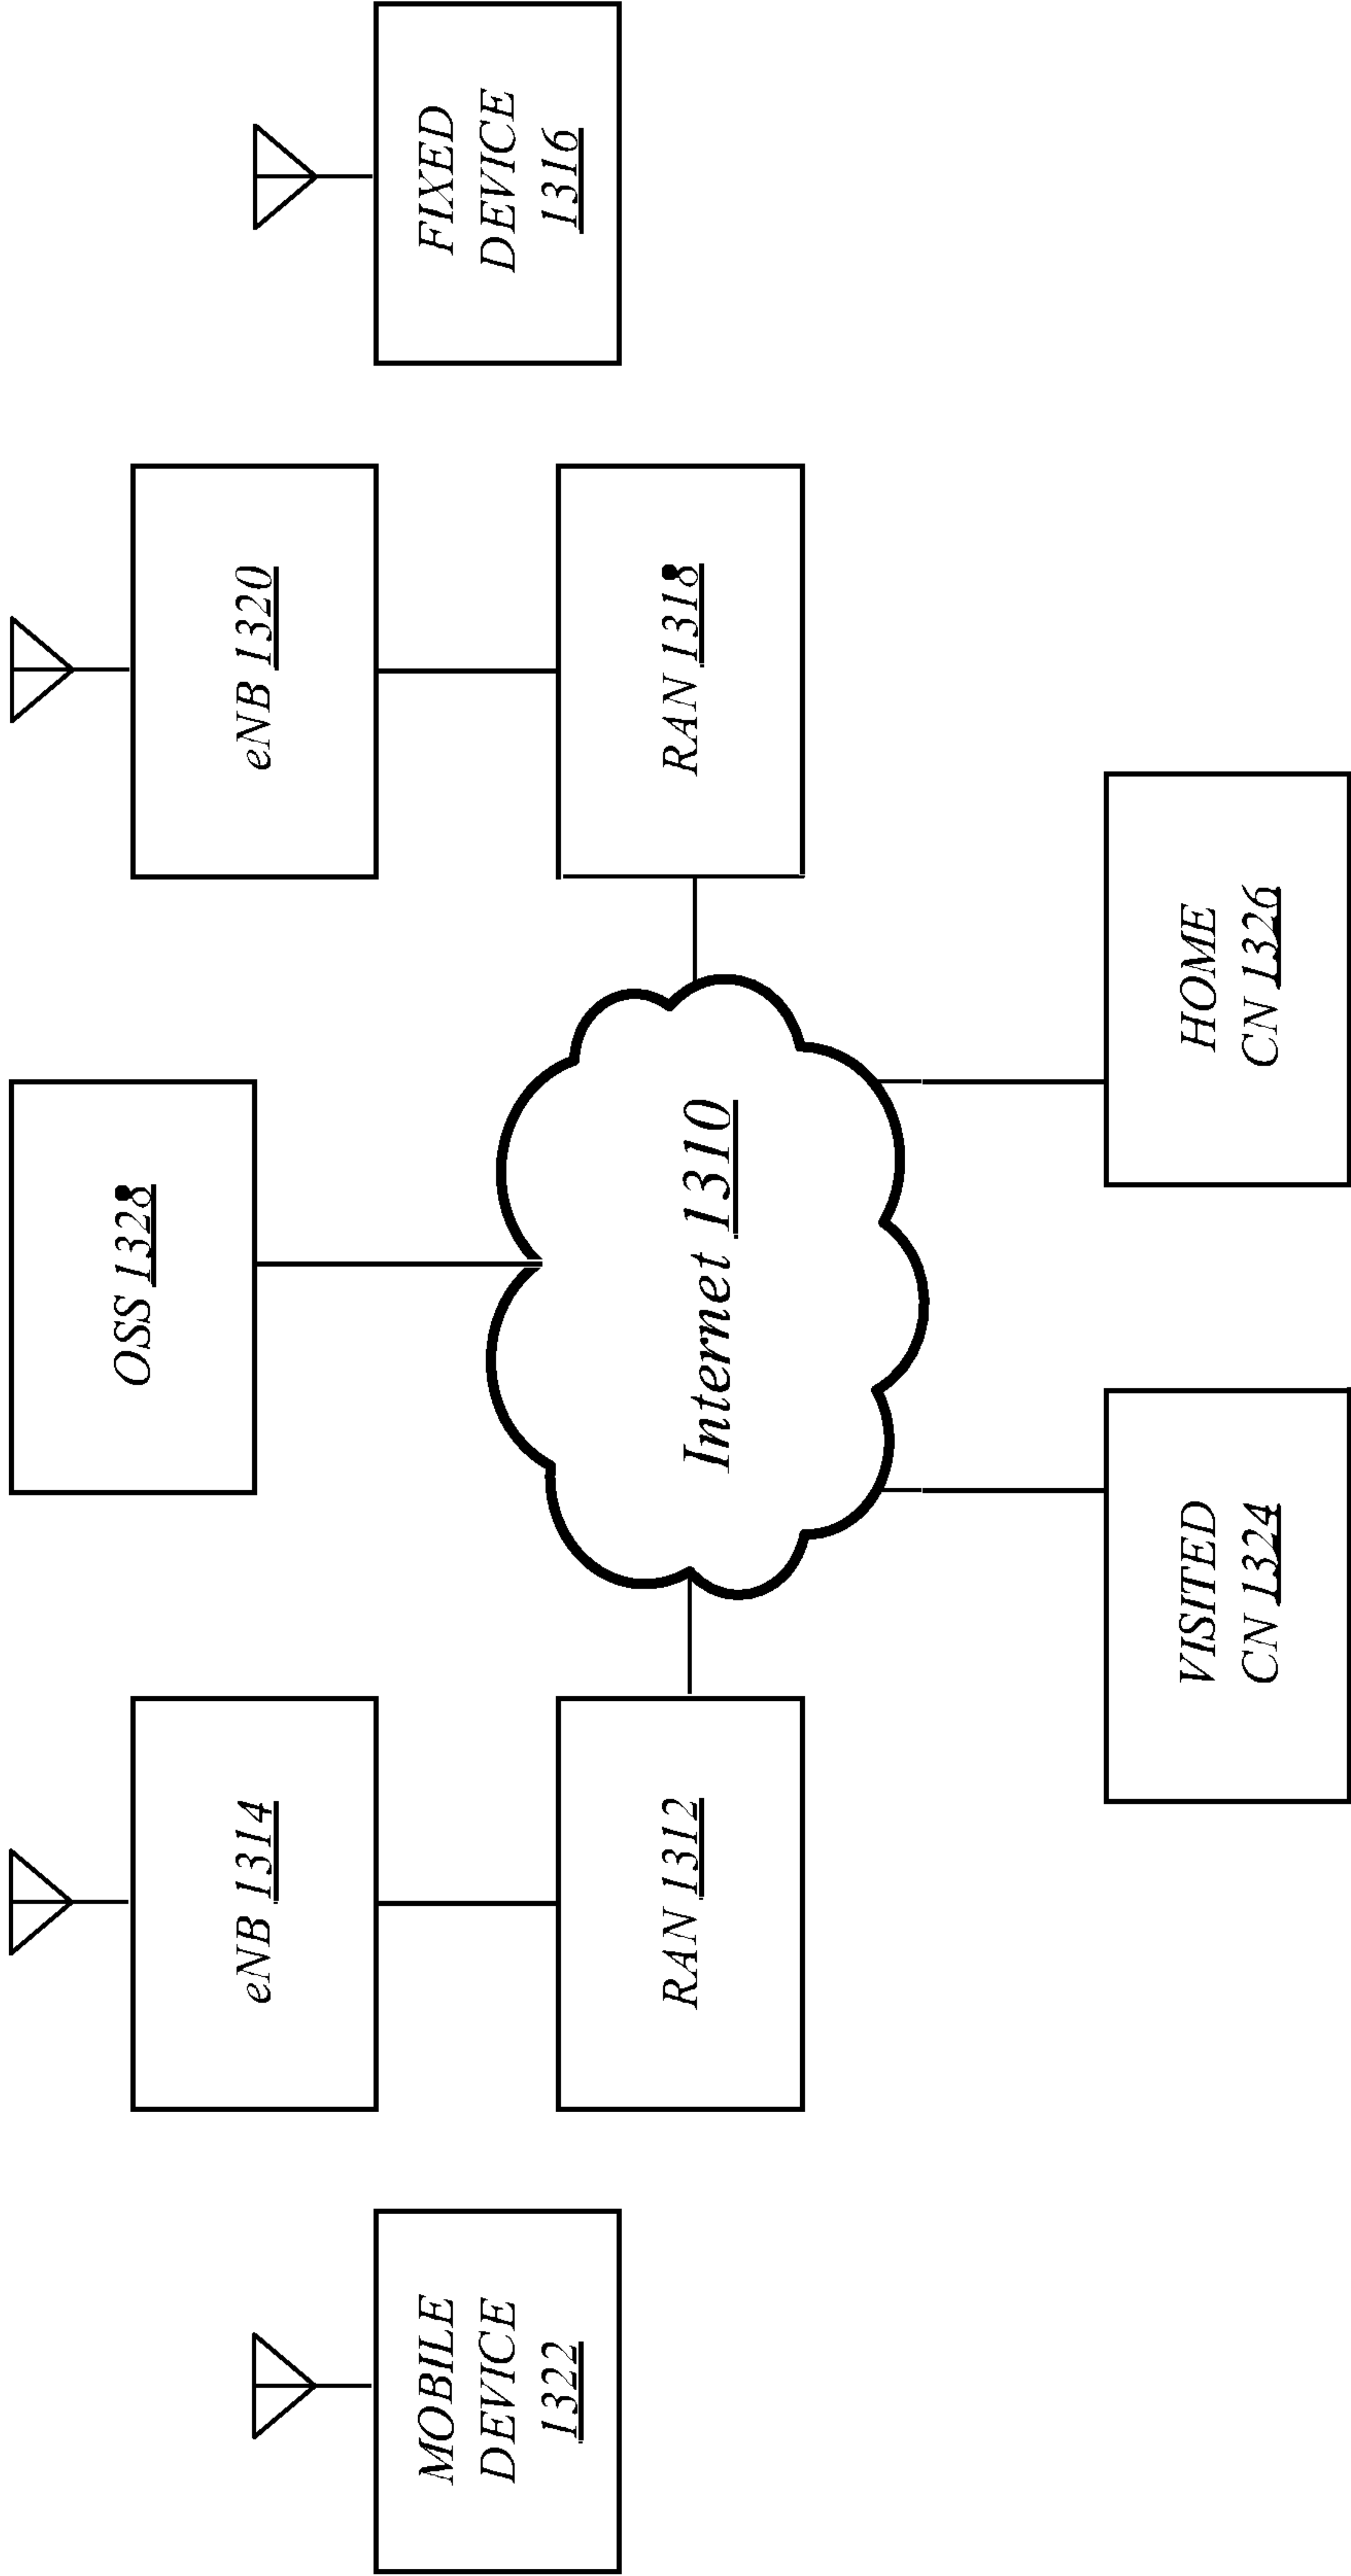 OSS 1328
eNB 1314
eNB 1320
MOBILE
DEVICE
1322
FIXED
DEVICE
1316
RAN 1312
Internet 1310
RAN 1318
VISITED
CN 1324
HOME
CN 1326